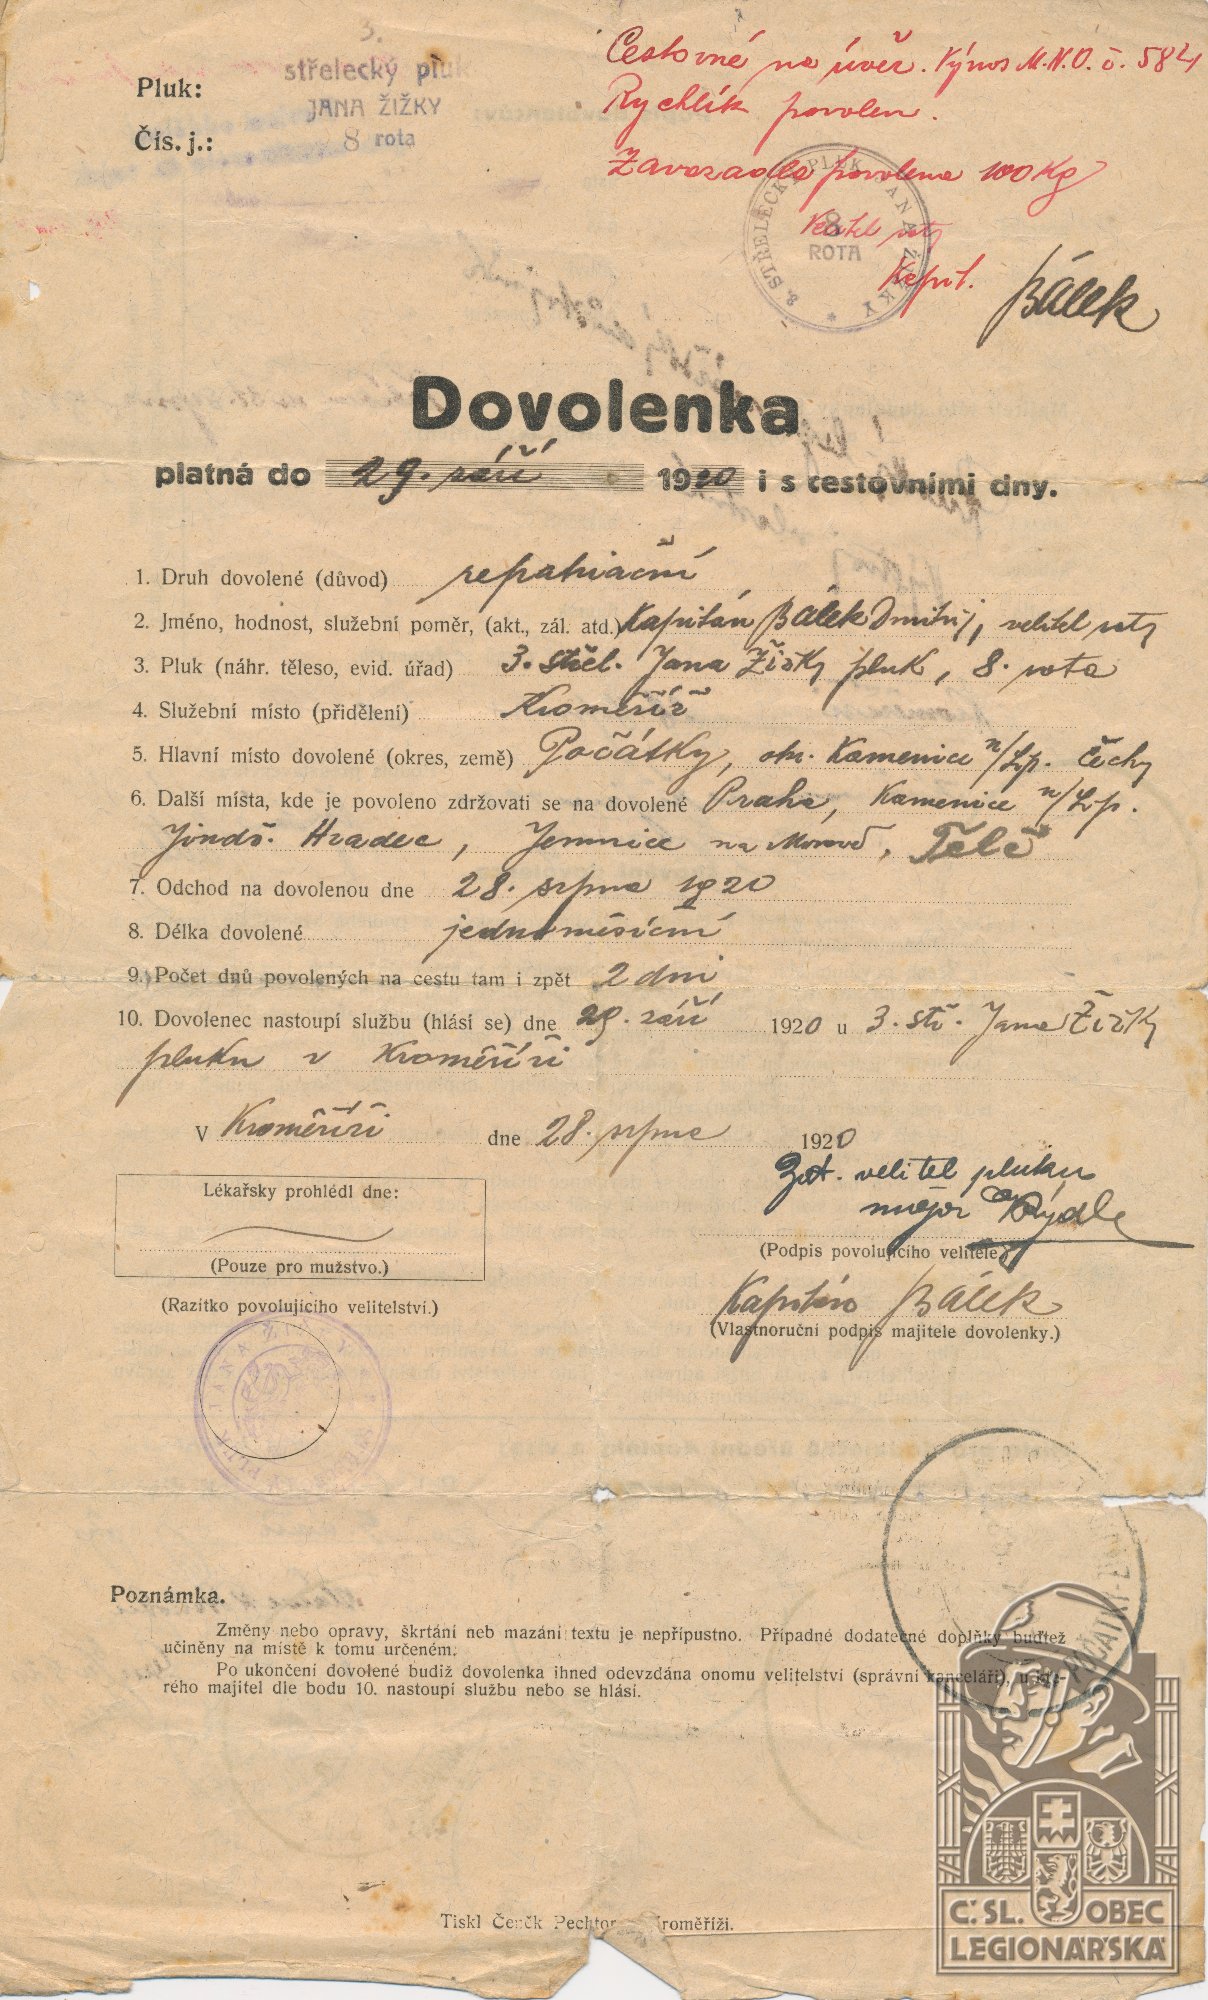 3.
Pluk: střelecký pluk
JANA ŽIŽKY
Čís. j.: 8 rota
Cestovné na úvěr. Výnos M.N.O. č. 584
Rychlík povolen.
Zavazadla povolena 100 Kg
Velitel roty
Kapit. Bálek
3. STŘELECKÝ PLUK JANA ŽIŽKY *
8
ROTA
Dovolenka
platná do 29. září 1920 i s cestovními dny.
1. Druh dovolené (důvod) repatriační
2. Jméno, hodnost, služební poměr, (akt., zál. atd.) Kapitán Bálek Dmitrij, velitel roty
3. Pluk (náhr. těleso, evid. úřad) 3. střel. Jana Žižky pluk, 8. rota
4. Služební místo (přidělení) Kroměříž
5. Hlavní místo dovolené (okres, země) Počátky, okr. Kamenice n/Lip. Čechy
6. Další místa, kde je povoleno zdržovati se na dovolené Praha, Kamenice n/Lip.
Jindř. Hradec, Jemnice na Moravě, Telč
7. Odchod na dovolenou dne 28. srpna 1920
8. Délka dovolené jednoměsíční
9. Počet dnů povolených na cestu tam i zpět 2 dni
10. Dovolenec nastoupí službu (hlásí se) dne 29. září 1920 u 3. stř. Jana Žižky
pluku v Kroměříži
V Kroměříži dne 28. srpna 1920
Zást. velitel pluku
major Rýdl
Lékařsky prohlédl dne:
(Pouze pro mužstvo.)
(Podpis povolujícího velitele)
(Razítko povolujícího velitelství.)
Kapitán Bálek
(Vlastnoruční podpis majitele dovolenky.)
Poznámka.
Změny nebo opravy, škrtání neb mazání textu je nepřípustno. Případné dodatečné doplňky buďtež
učiněny na místě k tomu určeném.
Po ukončení dovolené budiž dovolenka ihned odevzdána onomu velitelství (správní kanceláři), u kte-
rého majitel dle bodu 10. nastoupí službu nebo se hlásí.
Č. SL. OBEC
LEGIONÁŘSKÁ
Tiskl Čeněk Pechtor Kroměříži.